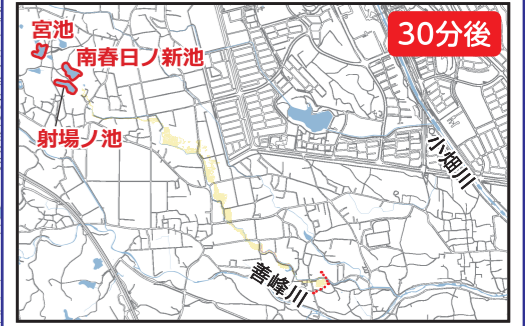 30分後
宮池
南春日ノ新池
射場ノ池
小畑川
善峰川